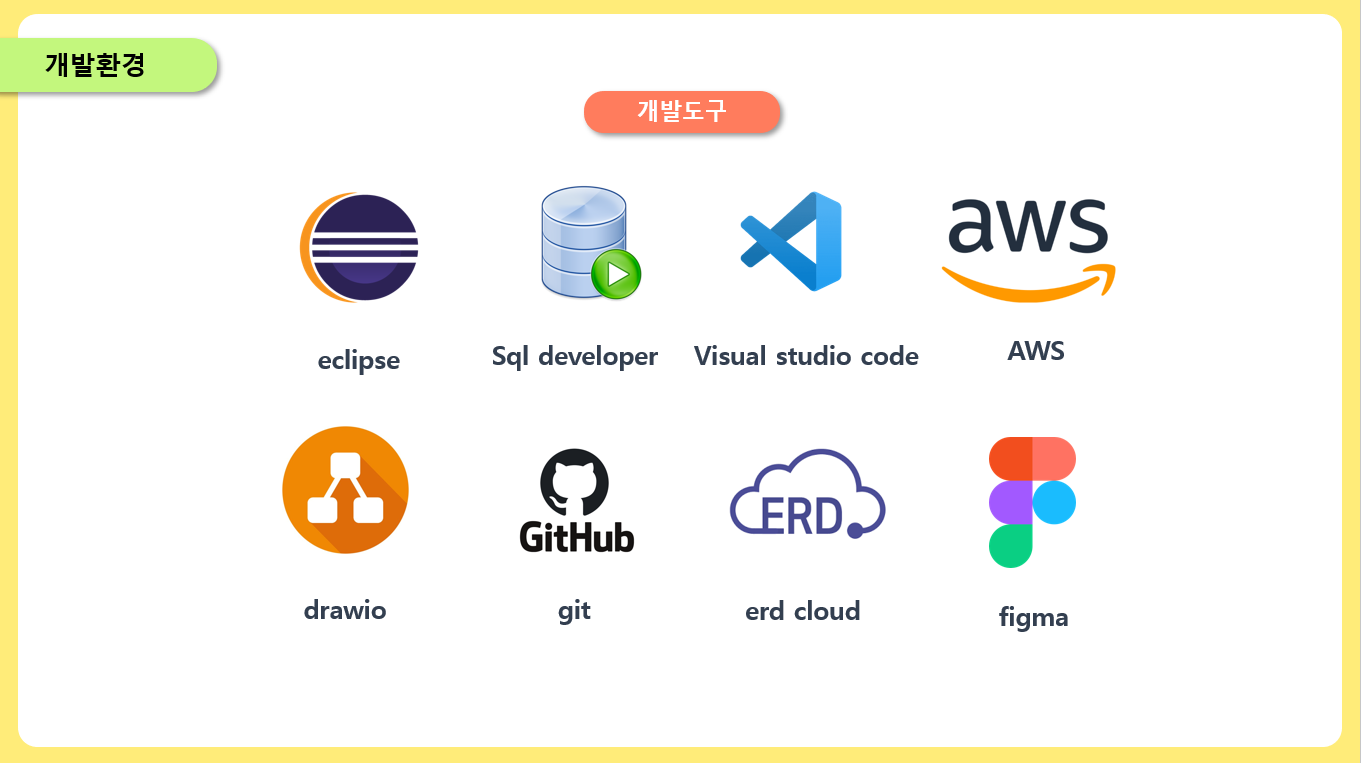 개발환경
개발도구
aws
eclipse
Sql developer
Visual studio code
AWS
GitHub
ERD
drawio
git
erd cloud
figma